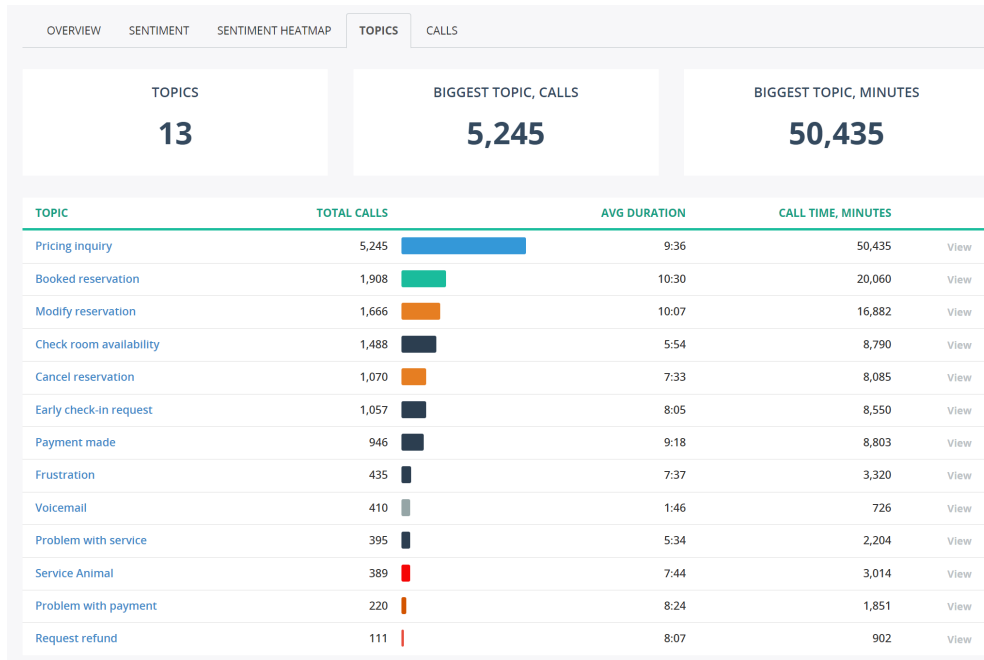 OVERVIEW SENTIMENT SENTIMENT HEATMAP TOPICS CALLS
TOPICS BIGGEST TOPIC, CALLS BIGGEST TOPIC, MINUTES
13 5,245 50,435
TOPIC TOTAL CALLS AVG DURATION CALL TIME, MINUTES
Pricing inquiry 5,245 9:36 50,435 View
Booked reservation 1,908 10:30 20,060 View
Modify reservation 1,666 10:07 16,882 View
Check room availability 1,488 5:54 8,790 View
Cancel reservation 1,070 7:33 8,085 View
Early check-in request 1,057 8:05 8,550 View
Payment made 946 9:18 8,803 View
Frustration 435 7:37 3,320 View
Voicemail 410 1:46 726 View
Problem with service 395 5:34 2,204 View
Service Animal 389 7:44 3,014 View
Problem with payment 220 8:24 1,851 View
Request refund 111 8:07 902 View